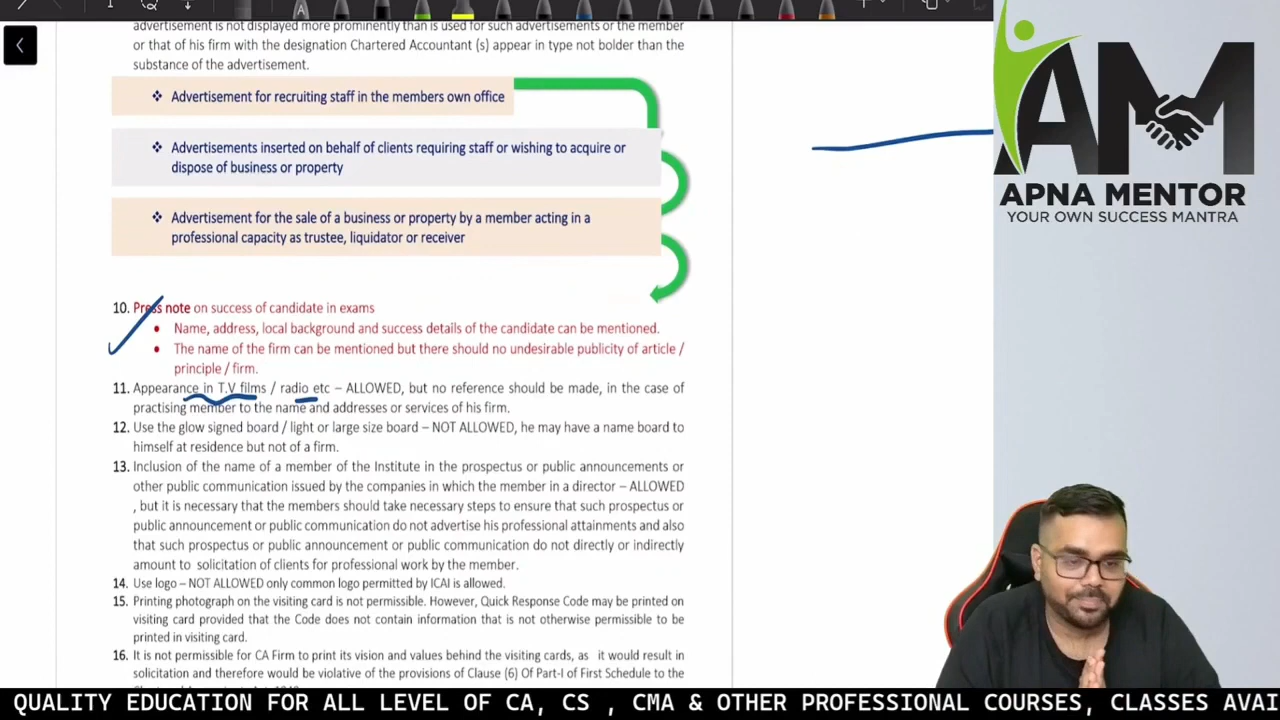 advertisement is not displayed more prominently than is used for such advertisements or the member
or that of his firm with the designation Chartered Accountant (s) appear in type not bolder than the
substance of the advertisement.
❖ Advertisement for recruiting staff in the members own office
❖ Advertisements inserted on behalf of clients requiring staff or wishing to acquire or
dispose of business or property
❖ Advertisement for the sale of a business or property by a member acting in a
professional capacity as trustee, liquidator or receiver
10. Press note on success of candidate in exams
• Name, address, local background and success details of the candidate can be mentioned.
• The name of the firm can be mentioned but there should no undesirable publicity of article /
principle / firm.
11. Appearance in T.V films / radio etc – ALLOWED, but no reference should be made, in the case of
practising member to the name and addresses or services of his firm.
12. Use the glow signed board / light or large size board – NOT ALLOWED, he may have a name board to
himself at residence but not of a firm.
13. Inclusion of the name of a member of the Institute in the prospectus or public announcements or
other public communication issued by the companies in which the member in a director – ALLOWED
, but it is necessary that the members should take necessary steps to ensure that such prospectus or
public announcement or public communication do not advertise his professional attainments and also
that such prospectus or public announcement or public communication do not directly or indirectly
amount to solicitation of clients for professional work by the member.
14. Use logo – NOT ALLOWED only common logo permitted by ICAI is allowed.
15. Printing photograph on the visiting card is not permissible. However, Quick Response Code may be printed on
visiting card provided that the Code does not contain information that is not otherwise permissible to be
printed in visiting card.
16. It is not permissible for CA Firm to print its vision and values behind the visiting cards, as it would result in
solicitation and therefore would be violative of the provisions of Clause (6) Of Part-I of First Schedule to the
AM
APNA MENTOR
YOUR OWN SUCCESS MANTRA
QUALITY EDUCATION FOR ALL LEVEL OF CA, CS , CMA & OTHER PROFESSIONAL COURSES, CLASSES AVAI